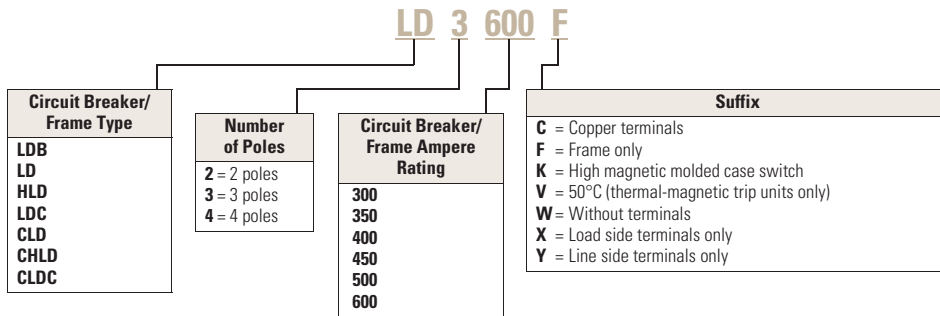 LD 3 600 F
Circuit Breaker/
Frame Type
LDB
LD
HLD
LDC
CLD
CHLD
CLDC
Number
of Poles
2 = 2 poles
3 = 3 poles
4 = 4 poles
Circuit Breaker/
Frame Ampere
Rating
300
350
400
450
500
600
Suffix
C = Copper terminals
F = Frame only
K = High magnetic molded case switch
V = 50°C (thermal-magnetic trip units only)
W = Without terminals
X = Load side terminals only
Y = Line side terminals only